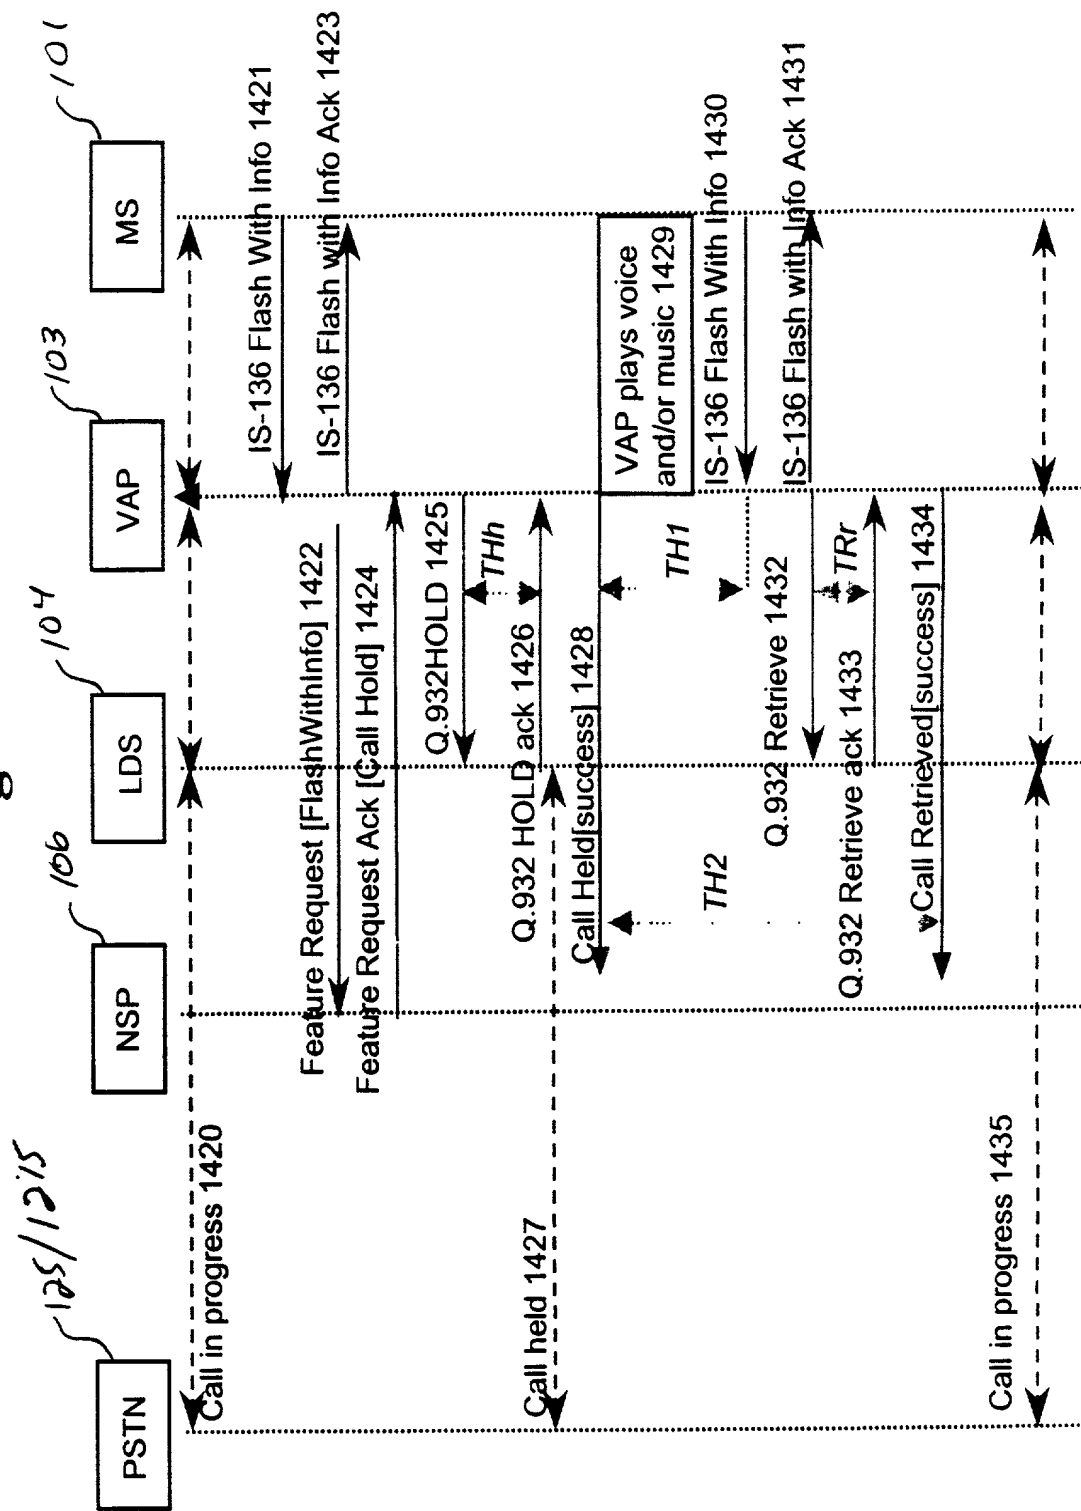 PSTN
NSP
LDS
VAP
MS
125/1215
106
104
103
101
Call in progress 1420
IS-136 Flash With Info 1421
Feature Request [FlashWithInfo] 1422
IS-136 Flash with Info Ack 1423
Feature Request Ack [Call Hold] 1424
Q.932HOLD 1425
THh
Q.932 HOLD ack 1426
Call held 1427
Call Held[success] 1428
VAP plays voice
and/or music 1429
TH1
TH2
IS-136 Flash With Info 1430
IS-136 Flash with Info Ack 1431
Q.932 Retrieve 1432
TRr
Q.932 Retrieve ack 1433
Call Retrieved[success] 1434
Call in progress 1435